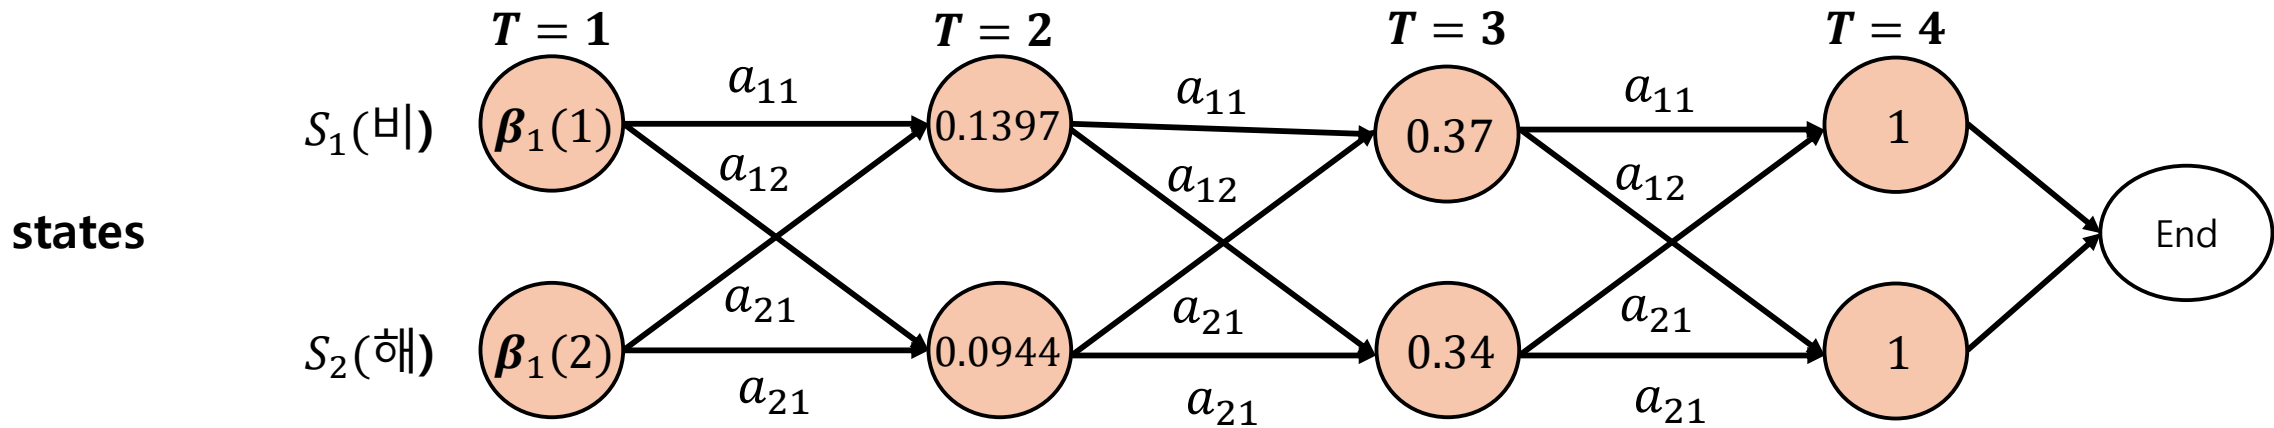 T = 1
T = 2
T = 3
T = 4
a₁₁
a₁₁
a₁₁
S₁(비)
β₁(1)
0.1397
0.37
1
a₁₂
a₁₂
a₁₂
states
End
a₂₁
a₂₁
a₂₁
S₂(해)
β₁(2)
0.0944
0.34
1
a₂₁
a₂₁
a₂₁